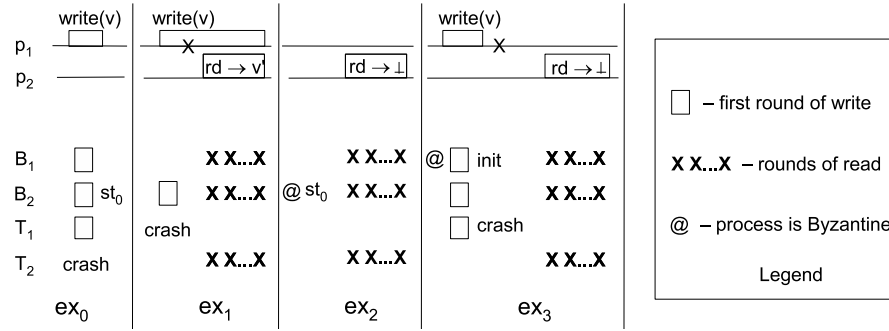 write(v) write(v) write(v)
p1 X X
rd → v' rd → ⊥ rd → ⊥
p2
– first round of write
B1 X X...X X X...X @ init X X...X
X X...X – rounds of read
B2 st0 X X...X @ st0 X X...X X X...X
T1 crash crash
@ – process is Byzantine
T2 crash X X...X X X...X X X...X
Legend
ex0 ex1 ex2 ex3